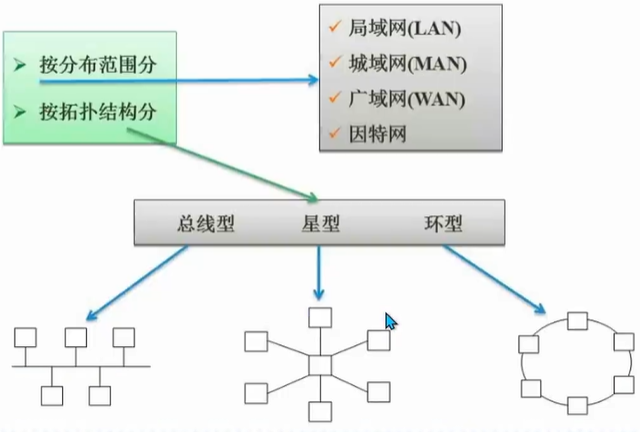 按分布范围分
按拓扑结构分
局域网(LAN)
城域网(MAN)
广域网(WAN)
因特网
总线型 星型 环型